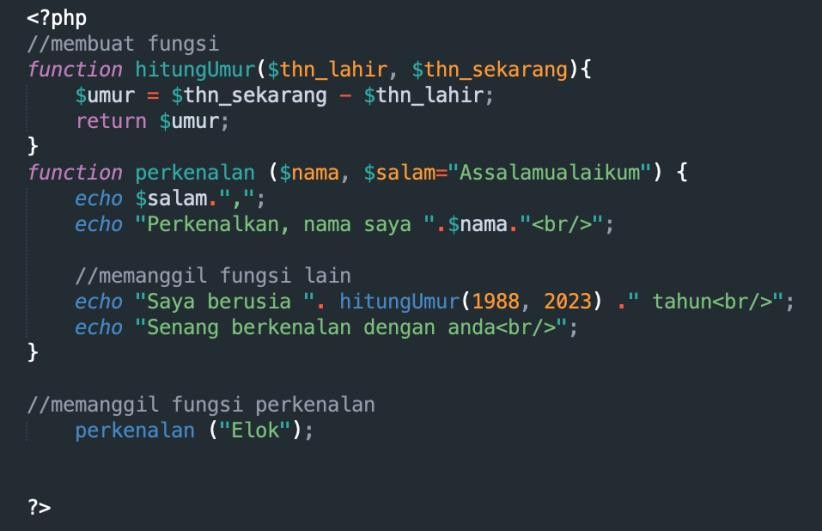 <?php
//membuat fungsi
function hitungUmur($thn_lahir, $thn_sekarang){
    $umur = $thn_sekarang - $thn_lahir;
    return $umur;
}
function perkenalan ($nama, $salam="Assalamualaikum") {
    echo $salam.",";
    echo "Perkenalkan, nama saya ".$nama."<br/>";

    //memanggil fungsi lain
    echo "Saya berusia ". hitungUmur(1988, 2023) ." tahun<br/>";
    echo "Senang berkenalan dengan anda<br/>";
}

//memanggil fungsi perkenalan
    perkenalan ("Elok");


?>